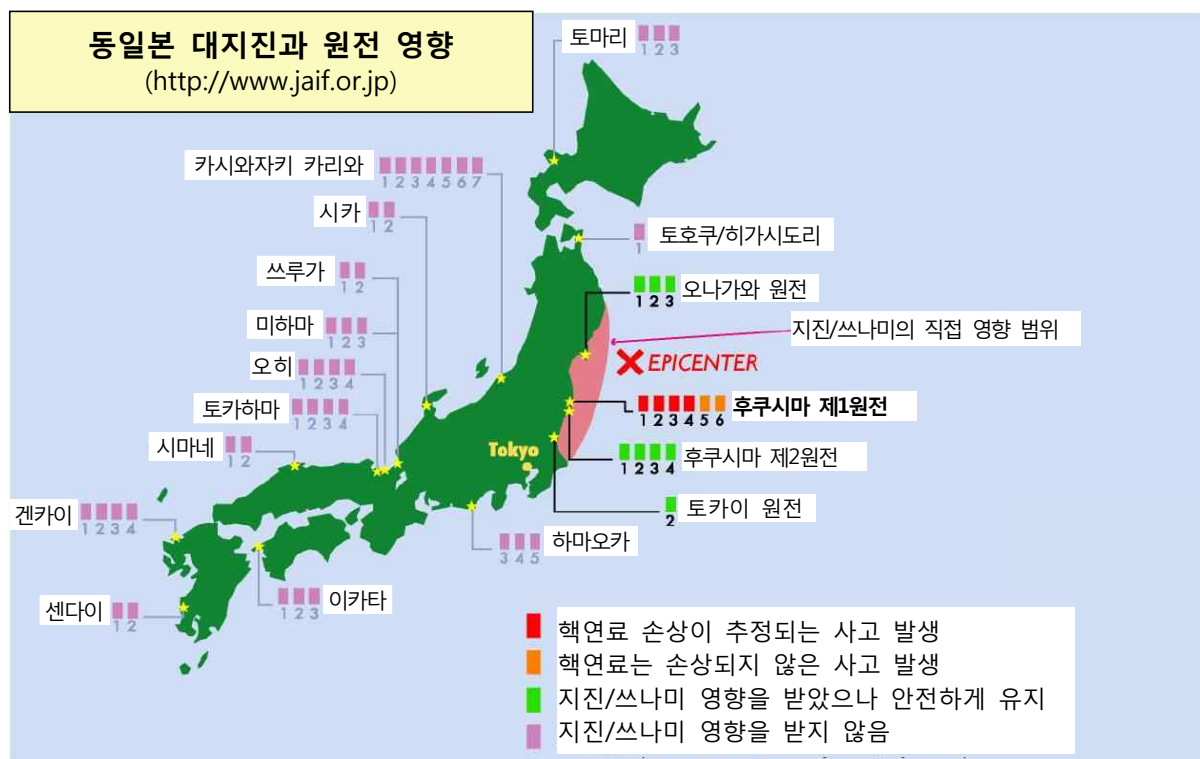 동일본 대지진과 원전 영향
(http://www.jaif.or.jp)
토마리
1 2 3
카시와자키 카리와
1 2 3 4 5 6 7
시카
1 2
토호쿠/히가시도리
1
쓰루가
1 2
1 2 3 오나가와 원전
미하마
1 2 3
지진/쓰나미의 직접 영향 범위
오히
1 2 3 4
EPICENTER
토카하마
1 2 3 4
1 2 3 4 5 6 후쿠시마 제1원전
시마네
1 2
Tokyo
1 2 3 4 후쿠시마 제2원전
겐카이
1 2 3 4
2 토카이 원전
3 4 5 하마오카
센다이
1 2
1 2 3 이카타
핵연료 손상이 추정되는 사고 발생
핵연료는 손상되지 않은 사고 발생
지진/쓰나미 영향을 받았으나 안전하게 유지
지진/쓰나미 영향을 받지 않음